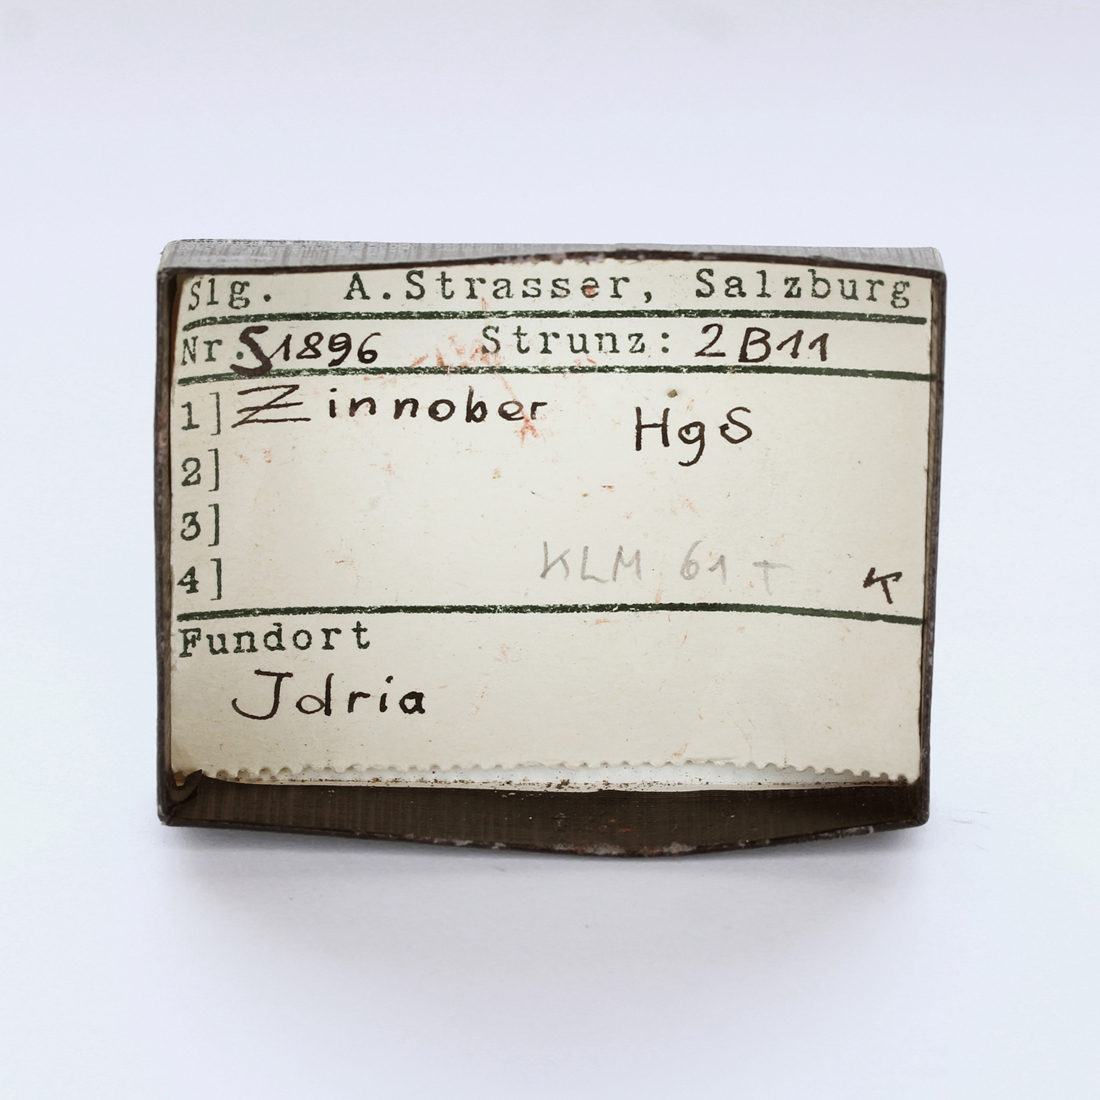 Slg. A.Strasser, Salzburg
Nr. S1896 Strunz: 2B11
1] Zinnober HgS
2]
3]
4] KLM 61 T K
Fundort
Jdria